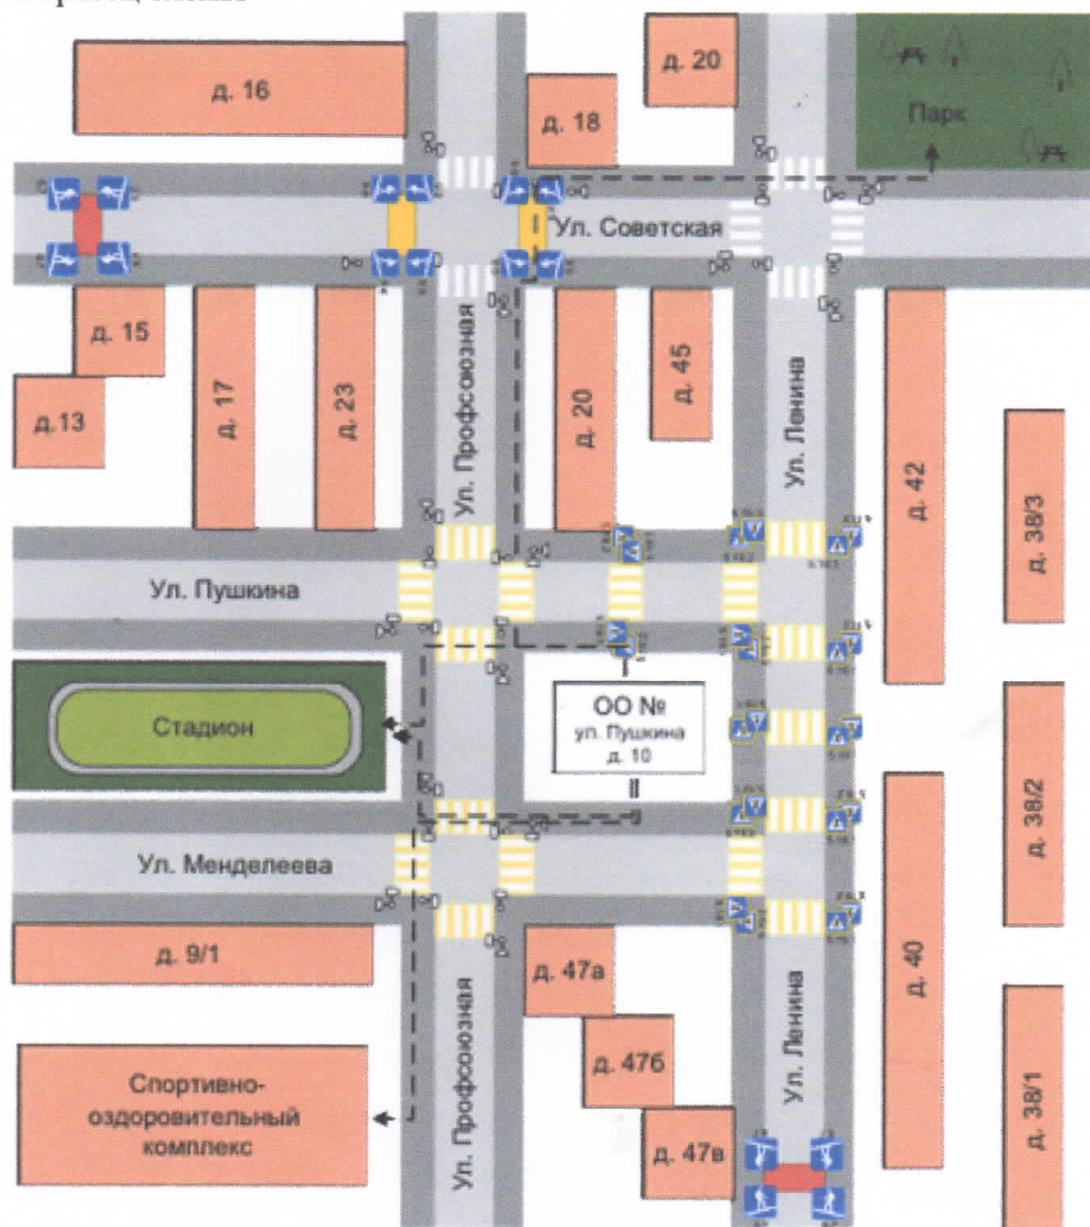 д. 16
д. 20
д. 18
Парк
Ул. Советская
д. 15
д.13
д. 17
д. 23
Ул. Профсоюзная
д. 20
д. 45
Ул. Ленина
д. 42
д. 38/3
Ул. Пушкина
Стадион
ОО №
ул. Пушкина
д. 10
д. 38/2
Ул. Менделеева
д. 9/1
д. 47а
д. 40
Спортивно-
оздоровительный
комплекс
Ул. Профсоюзная
д. 47б
д. 47в
Ул. Ленина
д. 38/1